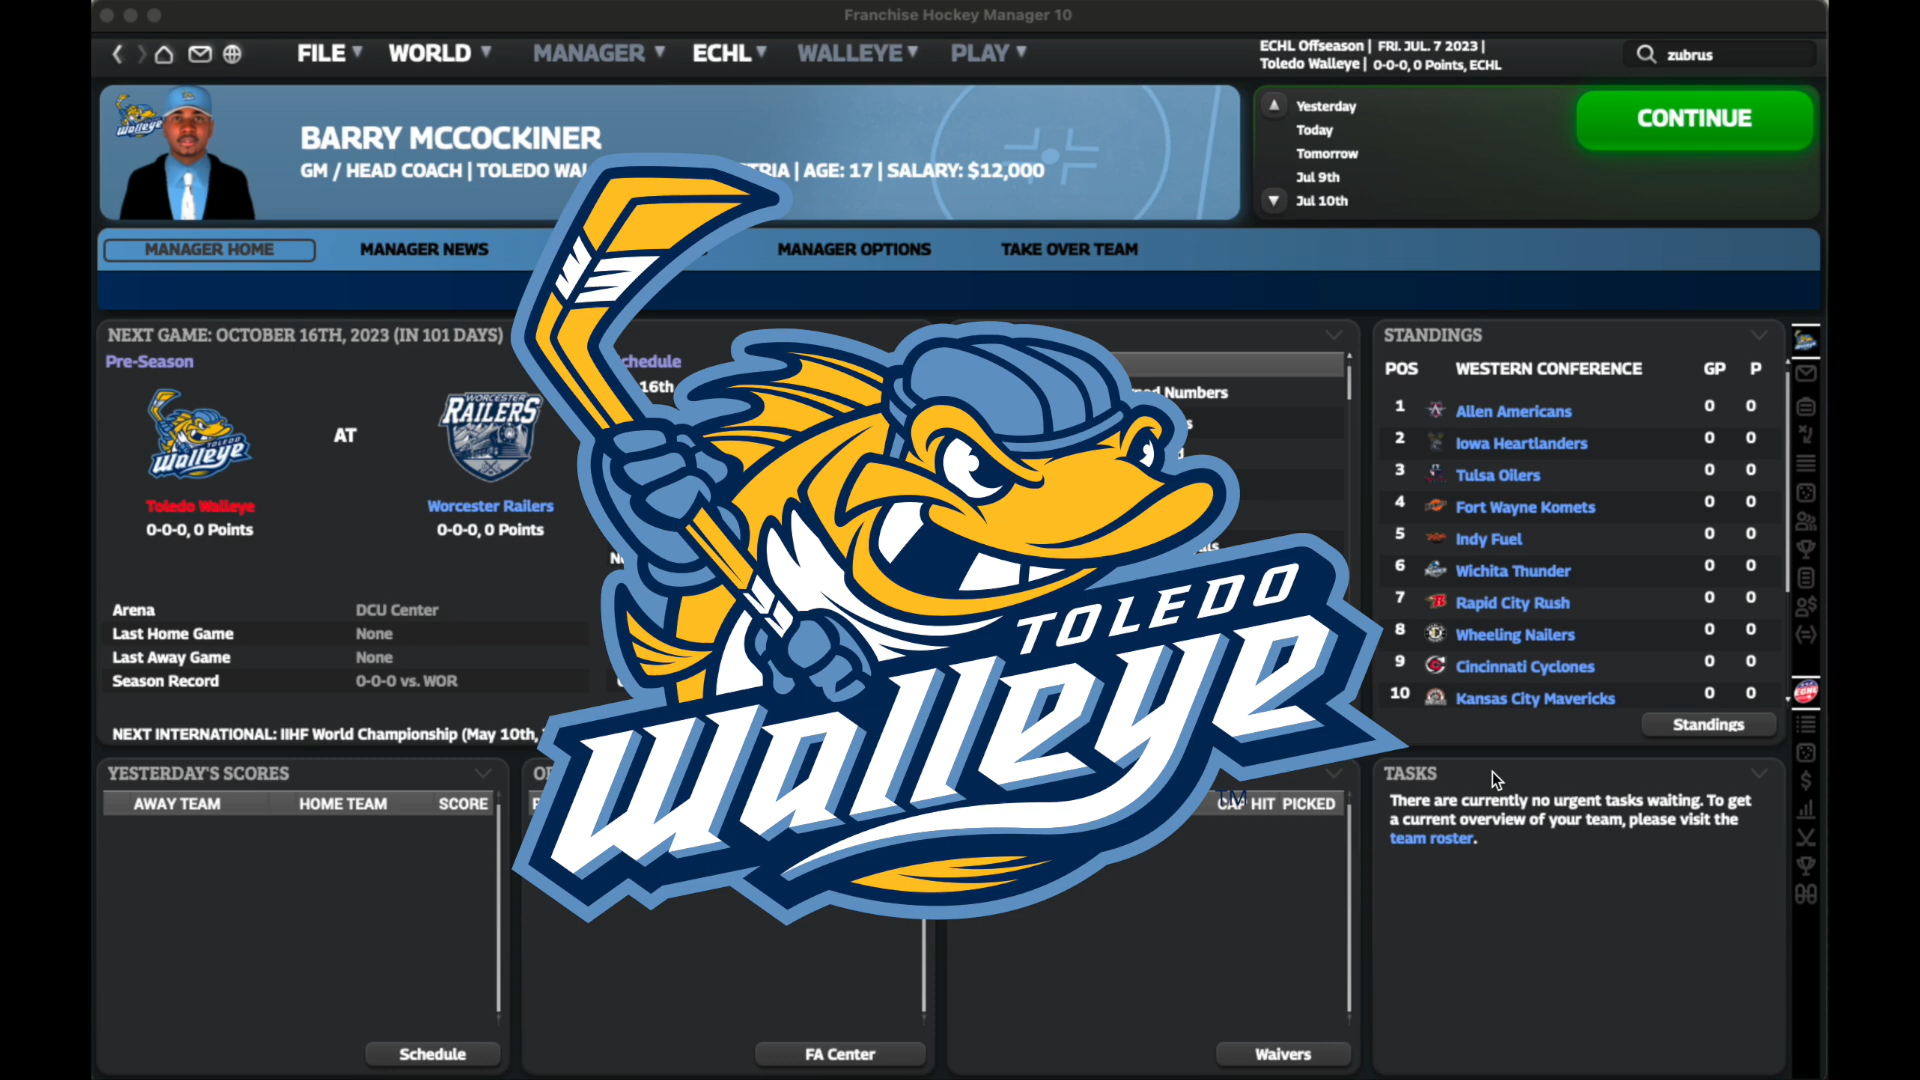 Franchise Hockey Manager 10
FILE WORLD MANAGER ECHL WALLEYE PLAY
ECHL Offseason | FRI. JUL. 7 2023 |
Toledo Walleye | 0-0-0, 0 Points, ECHL
zubrus
BARRY MCCOCKINER
GM / HEAD COACH | TOLEDO | AGE: 17 | SALARY: $12,000
Yesterday
Today
Tomorrow
Jul 9th
Jul 10th
CONTINUE
MANAGER HOME MANAGER NEWS MANAGER OPTIONS TAKE OVER TEAM
NEXT GAME: OCTOBER 16TH, 2023 (IN 101 DAYS)
Pre-Season
WORCESTER
RAILERS
TOLEDO
Walleye
AT
Toledo Walleye
0-0-0, 0 Points
Worcester Railers
0-0-0, 0 Points
16th
Numbers
Arena DCU Center
Last Home Game None
Last Away Game None
Season Record 0-0-0 vs. WOR
NEXT INTERNATIONAL: IIHF World Championship (May 10th,
TOLEDO
Walleye
TM
STANDINGS
POS WESTERN CONFERENCE GP P
1 Allen Americans 0 0
2 Iowa Heartlanders 0 0
3 Tulsa Oilers 0 0
4 Fort Wayne Komets 0 0
5 Indy Fuel 0 0
6 Wichita Thunder 0 0
7 Rapid City Rush 0 0
8 Wheeling Nailers 0 0
9 Cincinnati Cyclones 0 0
10 Kansas City Mavericks 0 0
Standings
YESTERDAY'S SCORES
AWAY TEAM HOME TEAM SCORE
Schedule
FA Center
CAP HIT PICKED
Waivers
TASKS
There are currently no urgent tasks waiting. To get
a current overview of your team, please visit the
team roster.